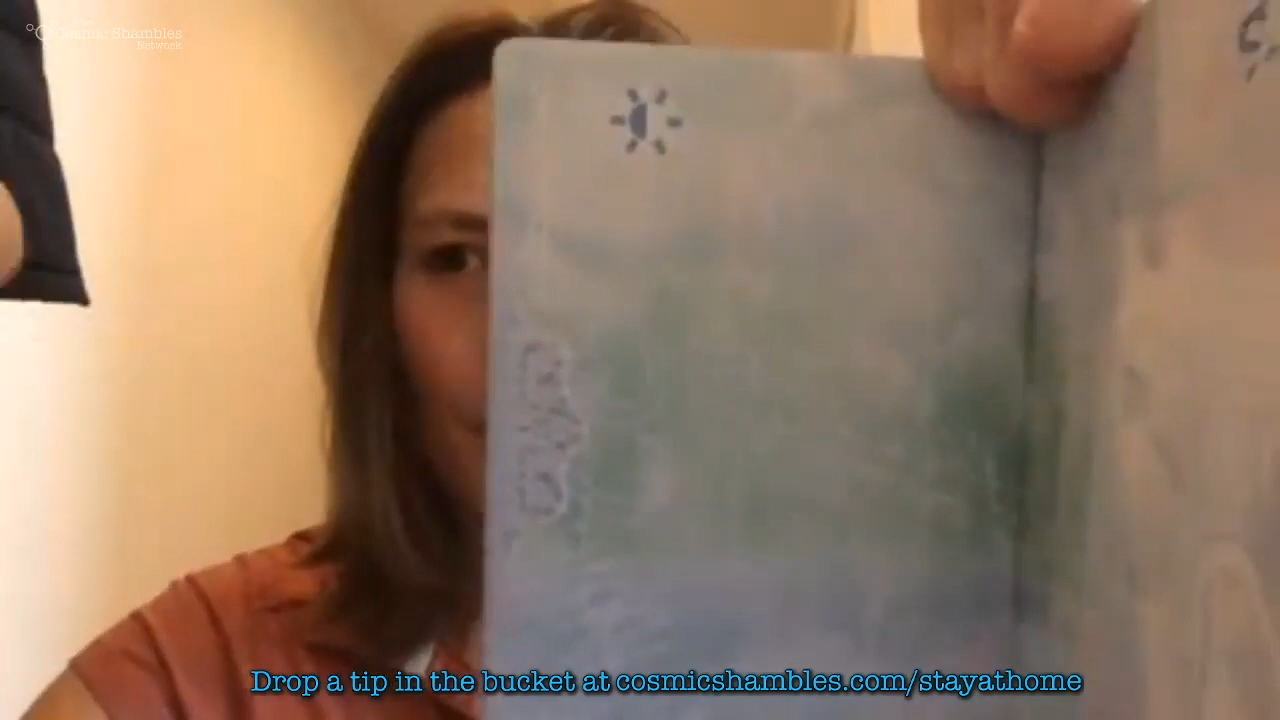 Cosmic Shambles
Network
Drop a tip in the bucket at cosmicshambles.com/stayathome